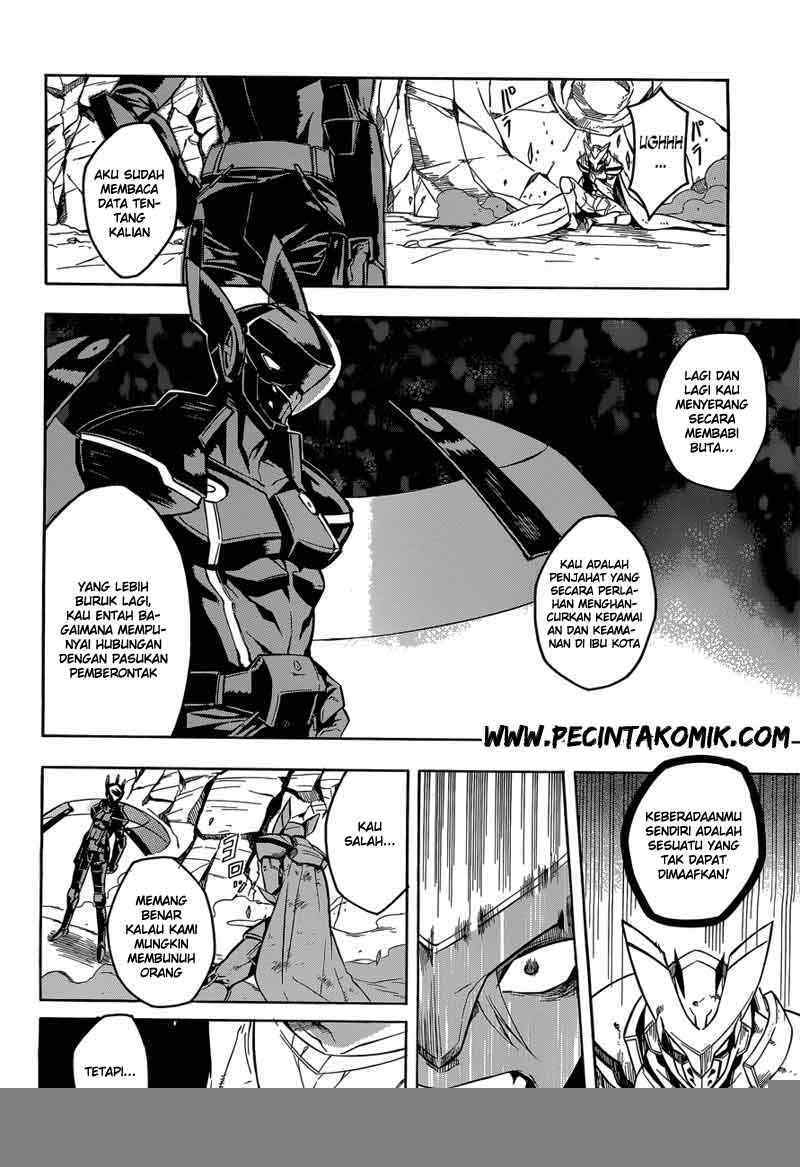 AKU SUDAH
MEMBACA
DATA TEN-
TANG
KALIAN
UGHHH
...
LAGI DAN
LAGI KAU
MENYERANG
SECARA
MEMBABI
BUTA...
KAU ADALAH
PENJAHAT YANG
SECARA PERLA-
HAN MENGHAN-
CURKAN KEDAMAI
AN DAN KEAMA-
NAN DI IBU KOTA
YANG LEBIH
BURUK LAGI,
KAU ENTAH BA-
GAIMANA MEMPU-
NYAI HUBUNGAN
DENGAN PASUKAN
PEMBERONTAK
WWW.PECINTAKOMIK.COM
KEBERADAANMU
SENDIRI ADALAH
SESUATU YANG
TAK DAPAT
DIMAAFKAN!
KAU
SALAH...
ヨロ
MEMANG
BENAR
KALAU KAMI
MUNGKIN
MEMBUNUH
ORANG
TETAPI...